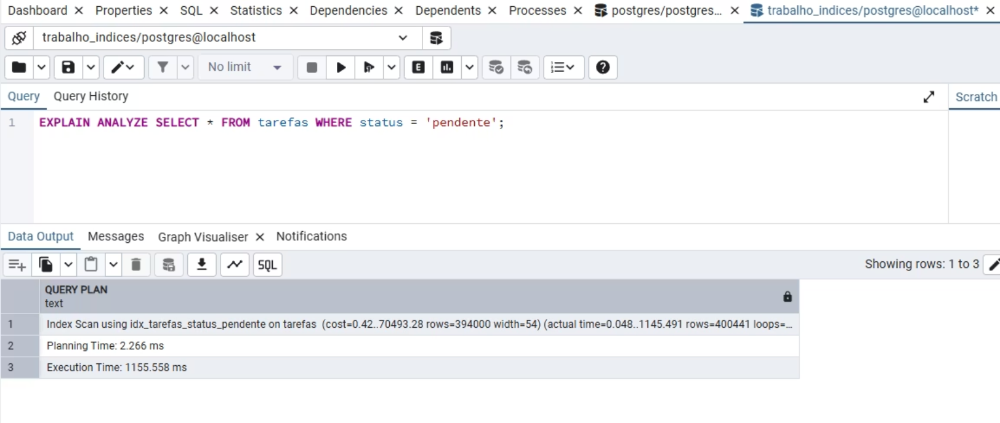 Dashboard Properties SQL Statistics Dependencies Dependents Processes postgres/postgres... trabalho_indices/postgres@localhost*
trabalho_indices/postgres@localhost
No limit E
Query Query History Scratch
1 EXPLAIN ANALYZE SELECT * FROM tarefas WHERE status = 'pendente';
Data Output Messages Graph Visualiser Notifications
SQL Showing rows: 1 to 3
QUERY PLAN
text
1 Index Scan using idx_tarefas_status_pendente on tarefas (cost=0.42..70493.28 rows=394000 width=54) (actual time=0.048..1145.491 rows=400441 loops=...
2 Planning Time: 2.266 ms
3 Execution Time: 1155.558 ms